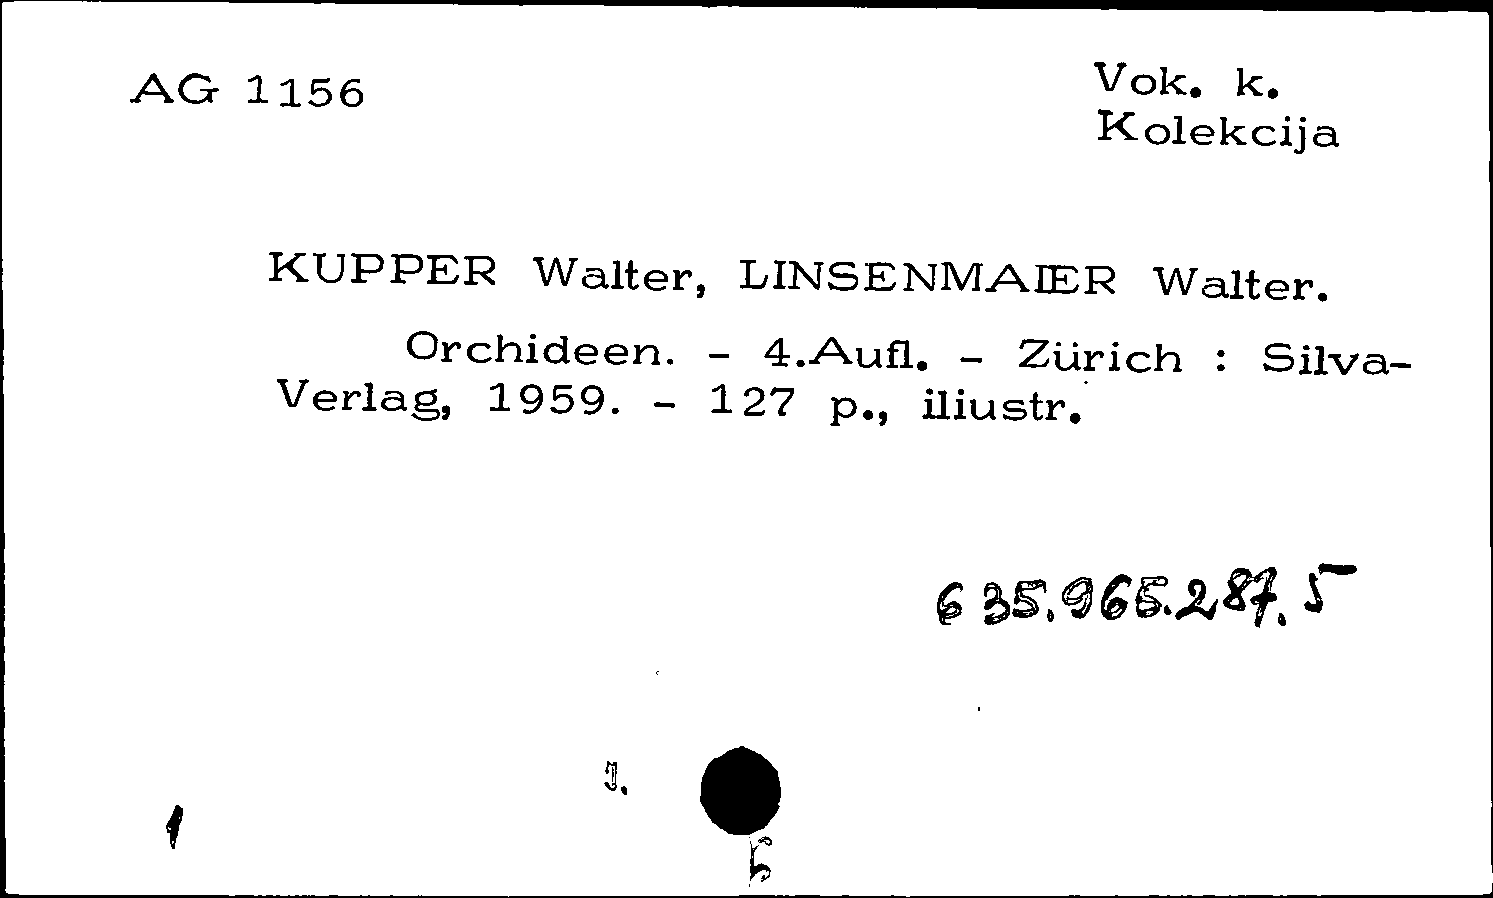 AG 1156
Vok. k.
Kolekcija
KUPPER Walter, LINSENMAIER Walter.
Orchideen. - 4.Aufl. - Zürich : Silva-
Verlag, 1959. - 127 p., iliustr.
635.965.287.5
1